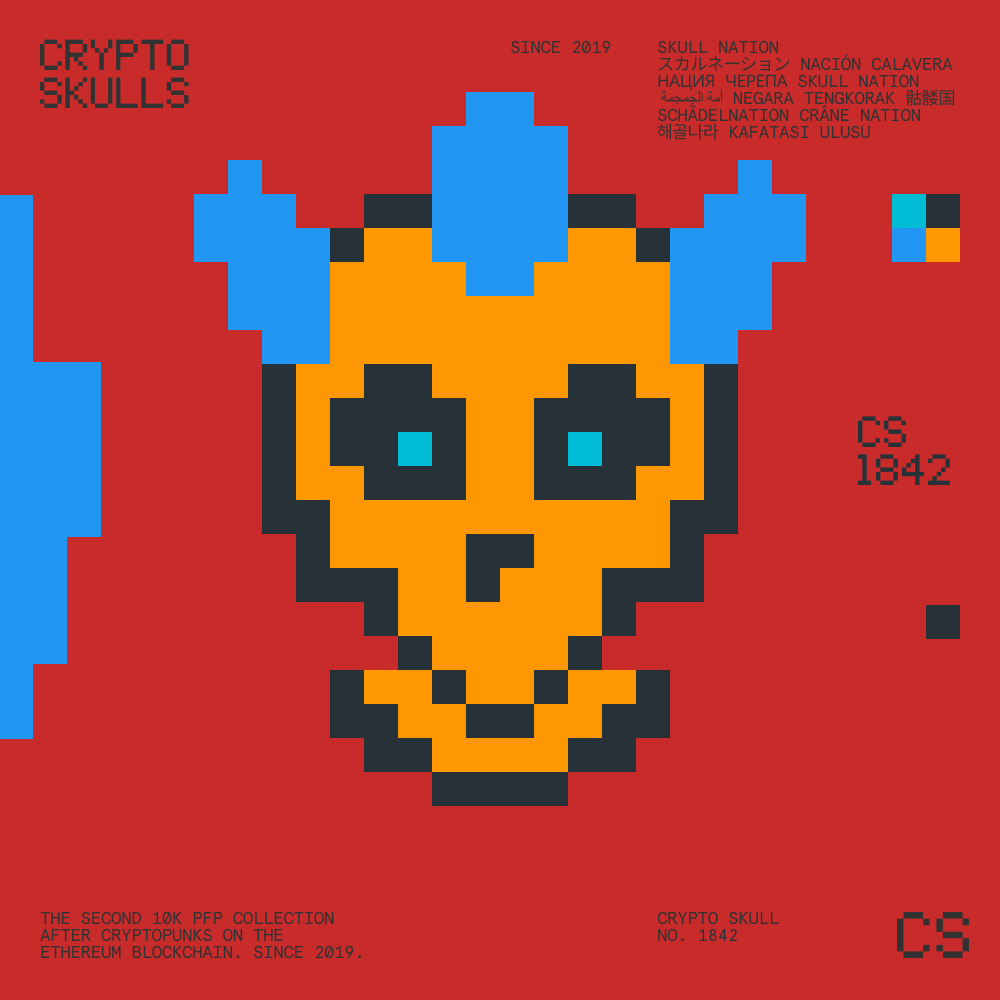 CRYPTO
SKULLS
SINCE 2019
SKULL NATION
スカルネーション NACIÓN CALAVERA
НАЦИЯ ЧЕРЕПА SKULL NATION
أمة الجمجمة NEGARA TENGKORAK 骷髅国
SCHÄDELNATION CRÂNE NATION
해골나라 KAFATASI ULUSU
CS
1842
THE SECOND 10K PFP COLLECTION
AFTER CRYPTOPUNKS ON THE
ETHEREUM BLOCKCHAIN. SINCE 2019.
CRYPTO SKULL
NO. 1842
CS